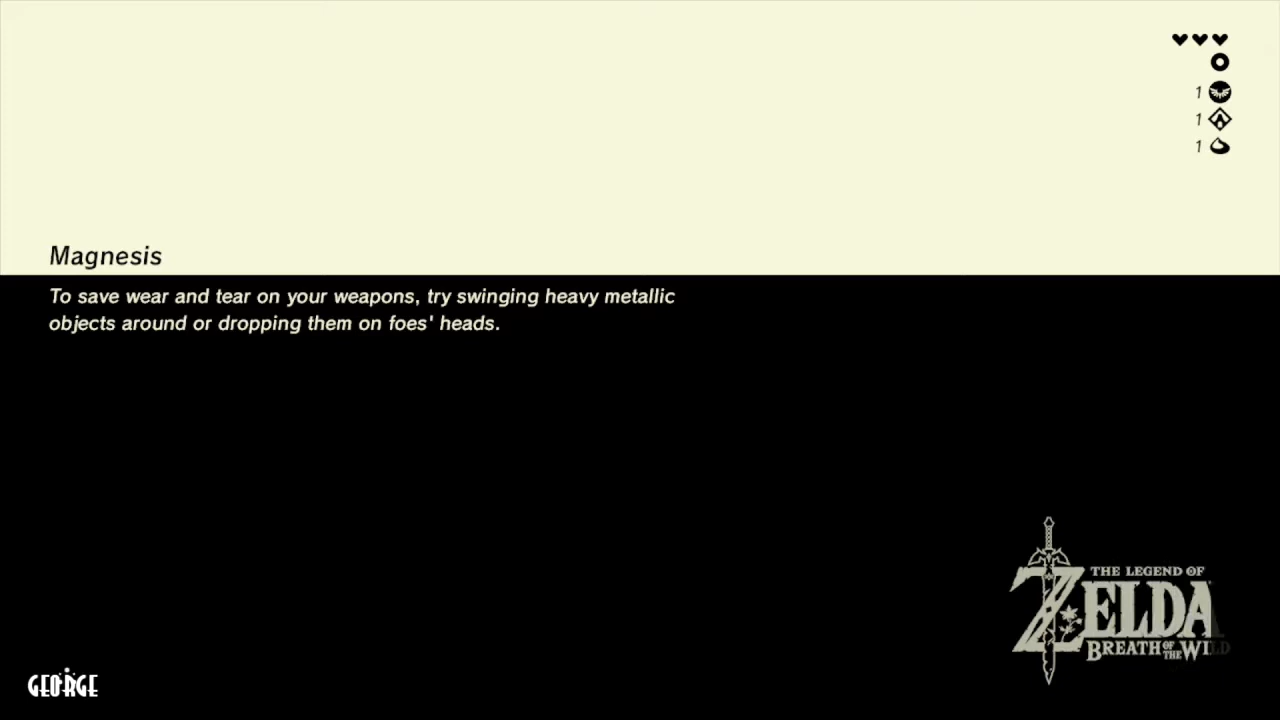 1
1
1
Magnesis
To save wear and tear on your weapons, try swinging heavy metallic
objects around or dropping them on foes' heads.
THE LEGEND OF
ZELDA
BREATH OF THE WILD
GEORGE